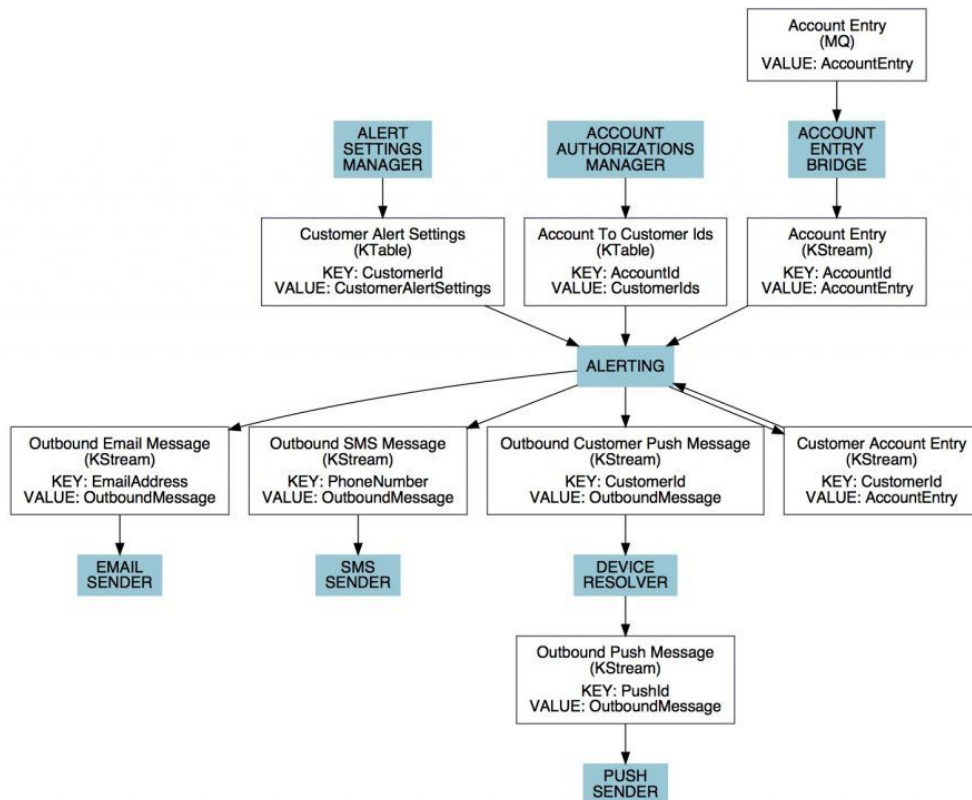 Account Entry
(MQ)
VALUE: AccountEntry
ALERT
SETTINGS
MANAGER
ACCOUNT
AUTHORIZATIONS
MANAGER
ACCOUNT
ENTRY
BRIDGE
Customer Alert Settings
(KTable)
KEY: CustomerId
VALUE: CustomerAlertSettings
Account To Customer Ids
(KTable)
KEY: AccountId
VALUE: CustomerIds
Account Entry
(KStream)
KEY: AccountId
VALUE: AccountEntry
ALERTING
Outbound Email Message
(KStream)
KEY: EmailAddress
VALUE: OutboundMessage
Outbound SMS Message
(KStream)
KEY: PhoneNumber
VALUE: OutboundMessage
Outbound Customer Push Message
(KStream)
KEY: CustomerId
VALUE: OutboundMessage
Customer Account Entry
(KStream)
KEY: CustomerId
VALUE: AccountEntry
EMAIL
SENDER
SMS
SENDER
DEVICE
RESOLVER
Outbound Push Message
(KStream)
KEY: PushId
VALUE: OutboundMessage
PUSH
SENDER